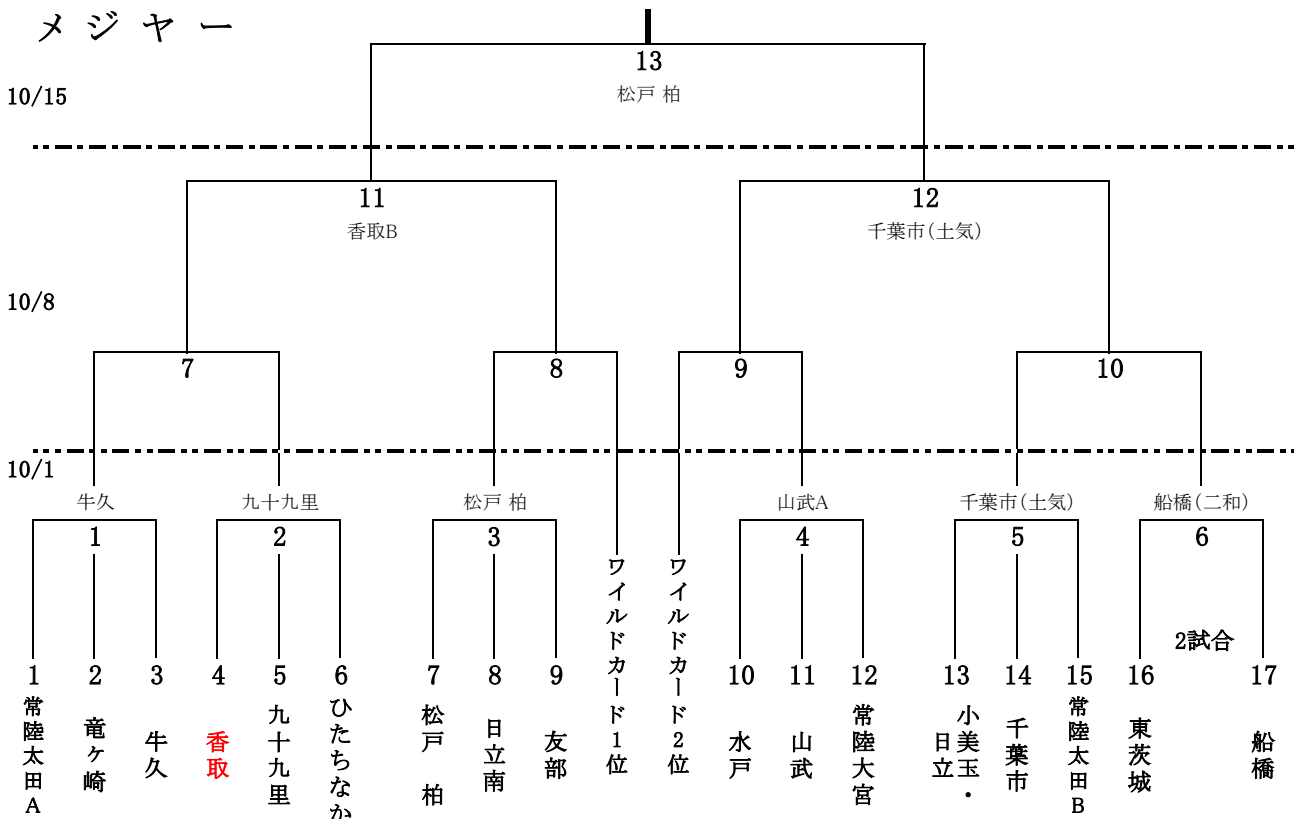 メジャー
13
松戸 柏
10/15
11
12
香取B
千葉市(土気)
10/8
7
8
9
10
10/1
牛久
九十九里
松戸 柏
山武A
千葉市(土気)
船橋(二和)
1
2
3
4
5
6
2試合
1
常陸太田A
2
竜ヶ崎
3
牛久
4
香取
5
九十九里
6
ひたちなか
7
松戸 柏
8
日立南
9
友部
ワイルドカード1位
ワイルドカード2位
10
水戸
11
山武
12
常陸大宮
13
小美玉・
日立
14
千葉市
15
常陸太田B
16
東茨城
17
船橋